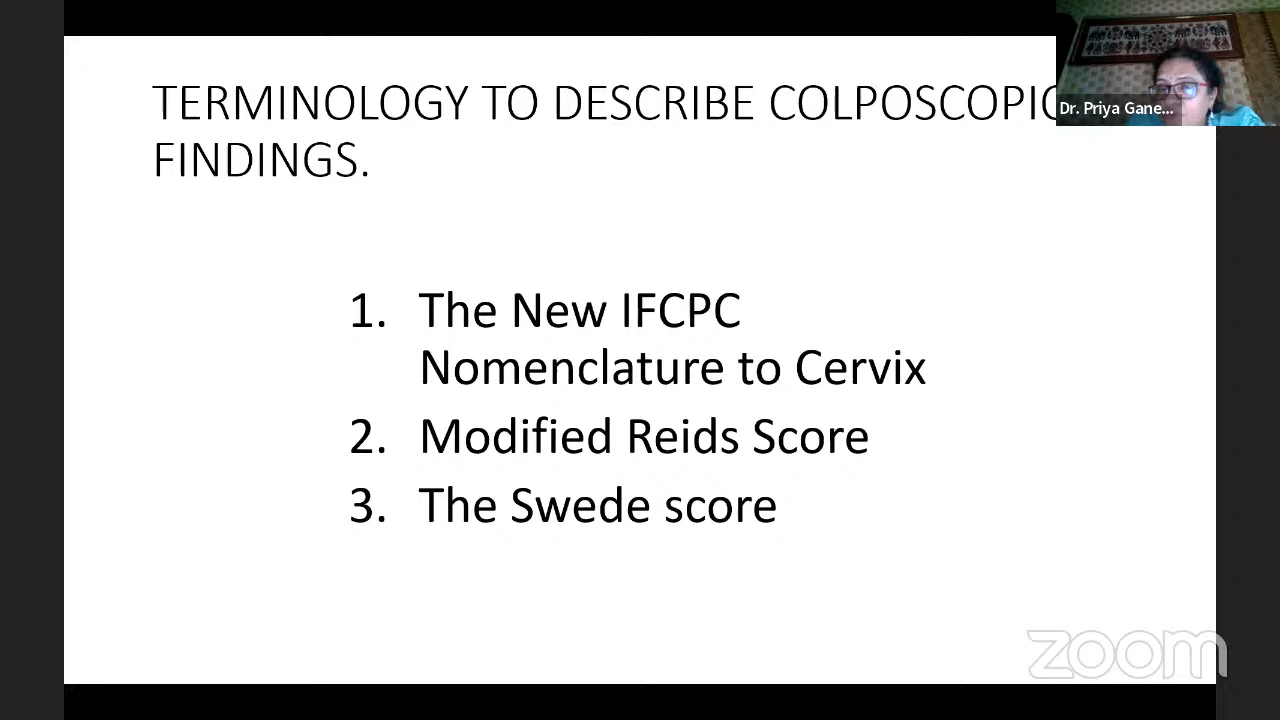 TERMINOLOGY TO DESCRIBE COLPOSCOPIC
FINDINGS.
Dr. Priya Gane...
1. The New IFCPC
Nomenclature to Cervix
2. Modified Reids Score
3. The Swede score
zoom